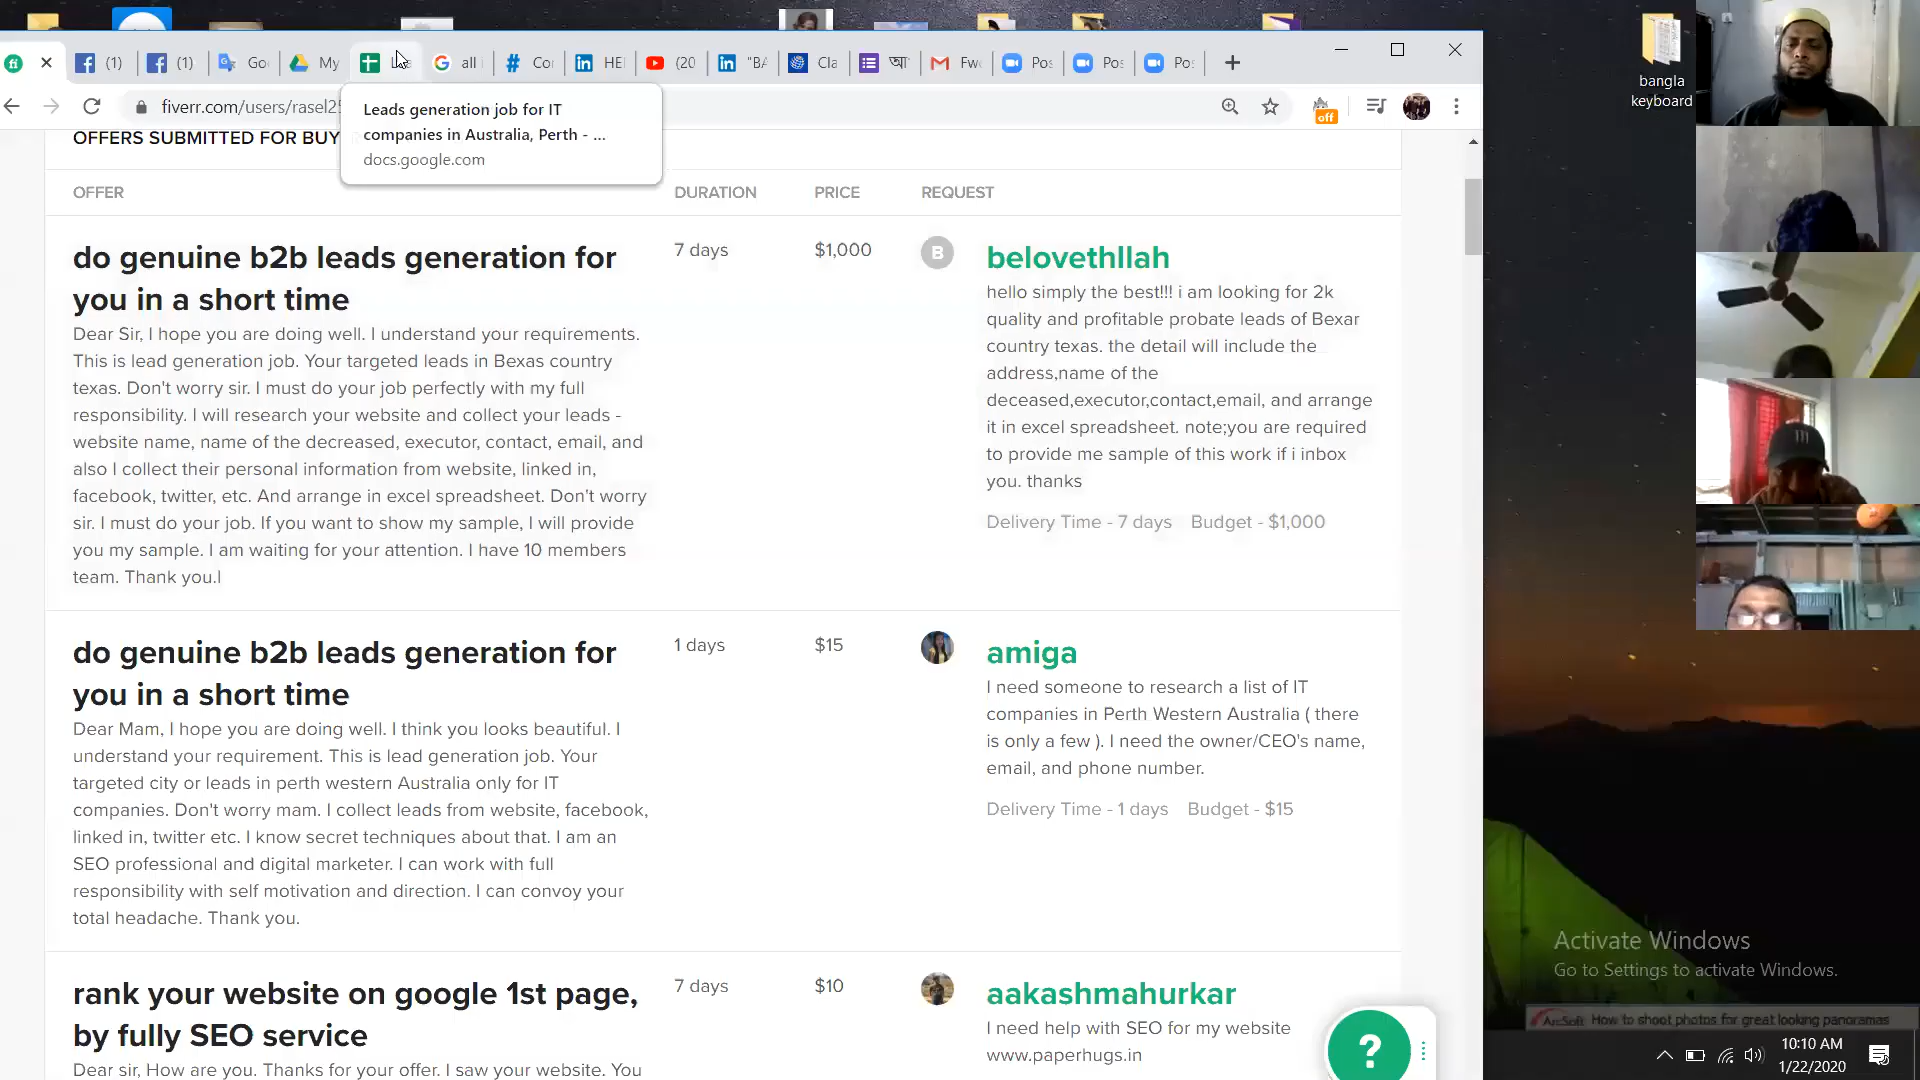 (1)
(1)
Go
My
all
Cor
HE
(20
"BA
Cla
আ
Fwe
Pos
Pos
Pos
fiverr.com/users/rasel25
off
Leads generation job for IT
companies in Australia, Perth - ...
docs.google.com
bangla
keyboard
OFFERS SUBMITTED FOR BUY
OFFER
DURATION
PRICE
REQUEST
do genuine b2b leads generation for
you in a short time
Dear Sir, I hope you are doing well. I understand your requirements.
This is lead generation job. Your targeted leads in Bexas country
texas. Don't worry sir. I must do your job perfectly with my full
responsibility. I will research your website and collect your leads -
website name, name of the decreased, executor, contact, email, and
also I collect their personal information from website, linked in,
facebook, twitter, etc. And arrange in excel spreadsheet. Don't worry
sir. I must do your job. If you want to show my sample, I will provide
you my sample. I am waiting for your attention. I have 10 members
team. Thank you.l
7 days
$1,000
B
belovethllah
hello simply the best!!! i am looking for 2k
quality and profitable probate leads of Bexar
country texas. the detail will include the
address,name of the
deceased,executor,contact,email, and arrange
it in excel spreadsheet. note;you are required
to provide me sample of this work if i inbox
you. thanks
Delivery Time - 7 days Budget - $1,000
do genuine b2b leads generation for
you in a short time
Dear Mam, I hope you are doing well. I think you looks beautiful. I
understand your requirement. This is lead generation job. Your
targeted city or leads in perth western Australia only for IT
companies. Don't worry mam. I collect leads from website, facebook,
linked in, twitter etc. I know secret techniques about that. I am an
SEO professional and digital marketer. I can work with full
responsibility with self motivation and direction. I can convoy your
total headache. Thank you.
1 days
$15
amiga
I need someone to research a list of IT
companies in Perth Western Australia ( there
is only a few ). I need the owner/CEO's name,
email, and phone number.
Delivery Time - 1 days Budget - $15
rank your website on google 1st page,
by fully SEO service
Dear sir, How are you. Thanks for your offer. I saw your website. You
7 days
$10
aakashmahurkar
I need help with SEO for my website
www.paperhugs.in
?
Activate Windows
Go to Settings to activate Windows.
ArcSoft How to shoot photos for great looking panoramas
10:10 AM
1/22/2020